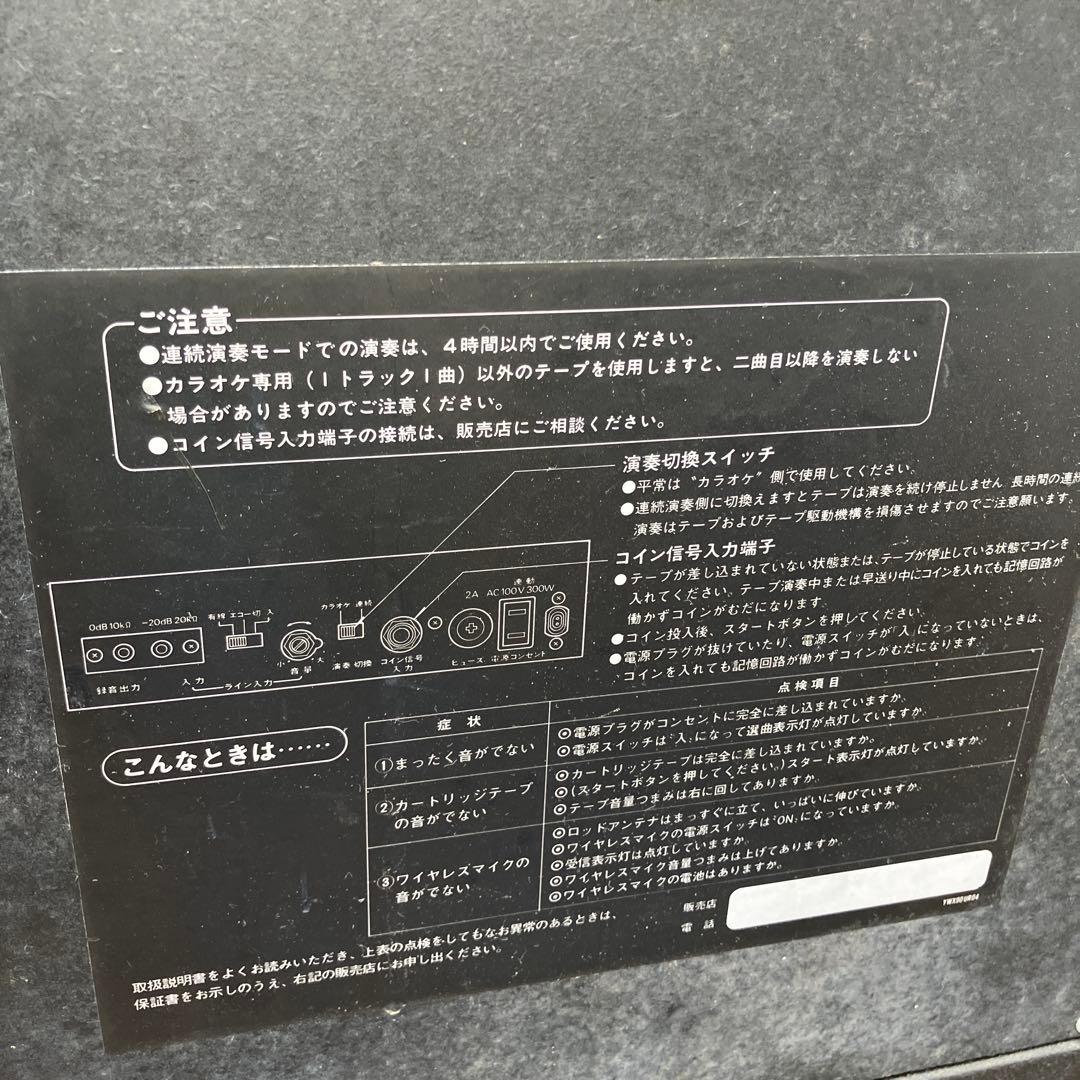 ご注意
●連続演奏モードでの演奏は、4時間以内でご使用ください。
●カラオケ専用(1トラック1曲)以外のテープを使用しますと、二曲目以降を演奏しない
場合がありますのでご注意ください。
●コイン信号入力端子の接続は、販売店にご相談ください。
演奏切換スイッチ
●平常は〝カラオケ〟側で使用してください。
●連続演奏側に切換えますとテープは演奏を続け停止しません。長時間の連続
演奏はテープおよびテープ駆動機構を損傷させますのでご注意願います。
コイン信号入力端子
●テープが差し込まれていない状態または、テープが停止している状態でコインを
入れてください。テープ演奏中または早送り中にコインを入れても記憶回路が
働かずコインがむだになります。
●コイン投入後、スタートボタンを押してください。
●電源プラグが抜けていたり、電源スイッチが「入」になっていないときは、
コインを入れても記憶回路が働かずコインがむだになります。
0dB 10kΩ −20dB 20kΩ 有線 エコー切 入 カラオケ 連続 2A 連動
AC100V 300W
小 大
録音出力 入力 ライン入力 音量 演奏切換 コイン信号
入力 ヒューズ 電源コンセント
こんなときは……
症状 点検項目
①まったく音がでない
◎電源プラグがコンセントに完全に差し込まれていますか。
◎電源スイッチは「入」になって選曲表示灯が点灯していますか。
②カートリッジテープ
の音がでない
◎カートリッジテープは完全に差し込まれていますか。
◎(スタートボタンを押してください。)スタート表示灯が点灯していますか。
◎テープ音量つまみは右に回してありますか。
③ワイヤレスマイクの
音がでない
◎ロッドアンテナはまっすぐに立て、いっぱいに伸びていますか。
◎ワイヤレスマイクの電源スイッチは「ON」になっていますか。
◎受信表示灯は点灯していますか。
◎ワイヤレスマイク音量つまみは上げてありますか。
◎ワイヤレスマイクの電池はありますか。
取扱説明書をよくお読みいただき、上表の点検をしてもなお異常のあるときは、
保証書をお示しのうえ、右記の販売店にお申し出ください。
販売店
電話
YWX90UR04